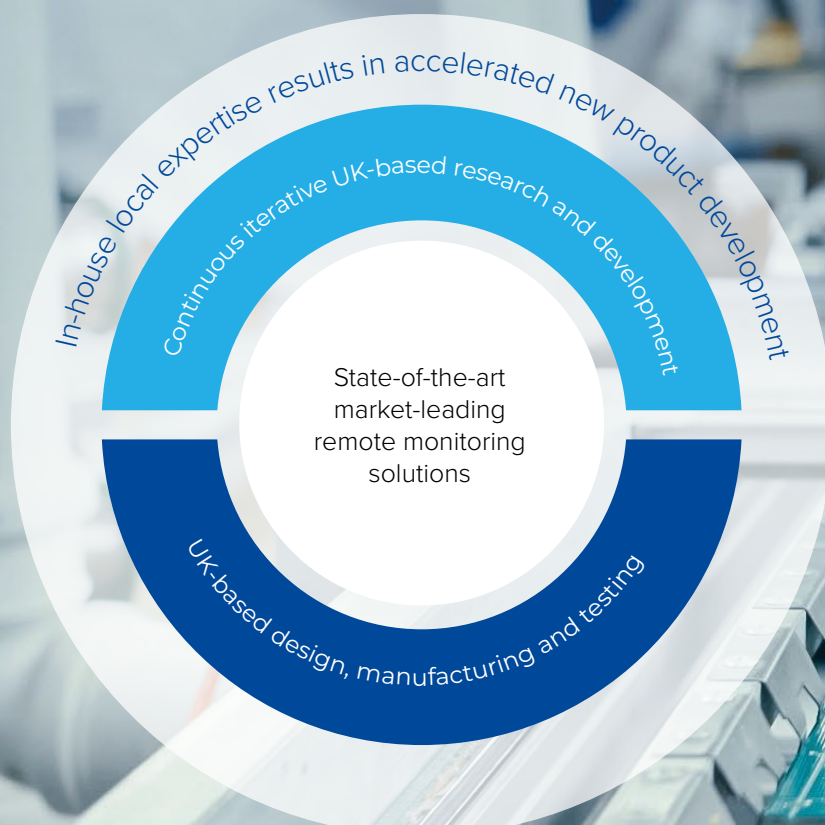 In-house local expertise results in accelerated new product development
Continuous iterative UK-based research and development
State-of-the-art
market-leading
remote monitoring
solutions
UK-based design, manufacturing and testing